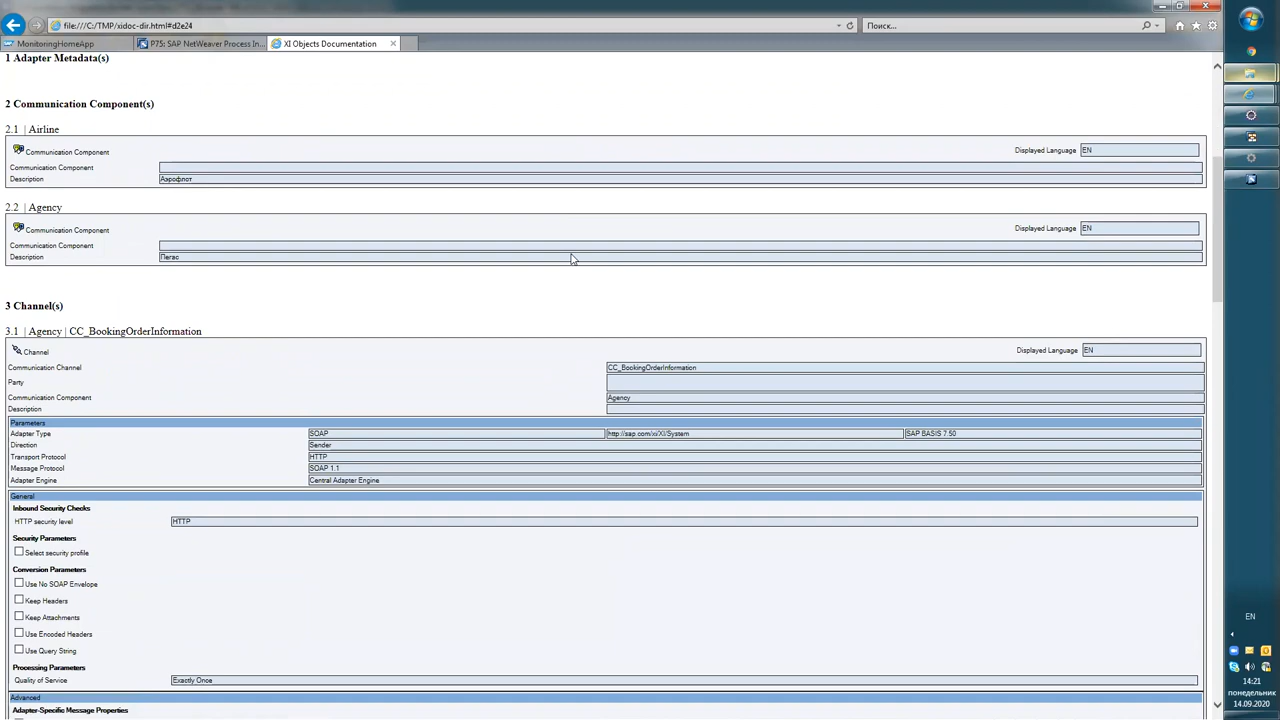 file:///C:/TMP/xidoc-dir.html#d2e24
Поиск...
MonitoringHomeApp
P75: SAP NetWeaver Process In...
XI Objects Documentation
1 Adapter Metadata(s)
2 Communication Component(s)
2.1 | Airline
Communication Component
Displayed Language
EN
Communication Component
Description
Аэрофлот
2.2 | Agency
Communication Component
Displayed Language
EN
Communication Component
Description
Пегас
3 Channel(s)
3.1 | Agency | CC_BookingOrderInformation
Channel
Displayed Language
EN
Communication Channel
CC_BookingOrderInformation
Party
Communication Component
Agency
Description
Parameters
Adapter Type
SOAP
http://sap.com/xi/XI/System
SAP BASIS 7.50
Direction
Sender
Transport Protocol
HTTP
Message Protocol
SOAP 1.1
Adapter Engine
Central Adapter Engine
General
Inbound Security Checks
HTTP security level
HTTP
Security Parameters
Select security profile
Conversion Parameters
Use No SOAP Envelope
Keep Headers
Keep Attachments
Use Encoded Headers
Use Query String
Processing Parameters
Quality of Service
Exactly Once
Advanced
Adapter-Specific Message Properties
EN
14:21
понедельник
14.09.2020